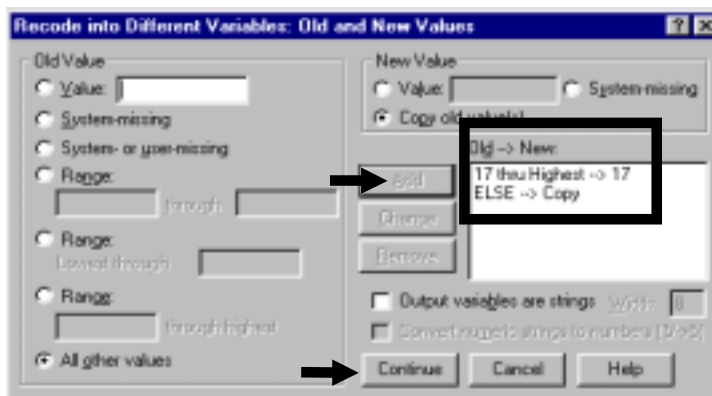 Recode into Different Variables: Old and New Values
Old Value
Value:
System-missing
System- or user-missing
Range:
through
Range:
Lowest through
Range:
through highest
All other values
New Value
Value: System-missing
Copy old value(s)
Old --> New:
Add
17 thru Highest --> 17
ELSE --> Copy
Change
Remove
Output variables are strings Width: 8
Convert numeric strings to numbers ('5'->5)
Continue Cancel Help